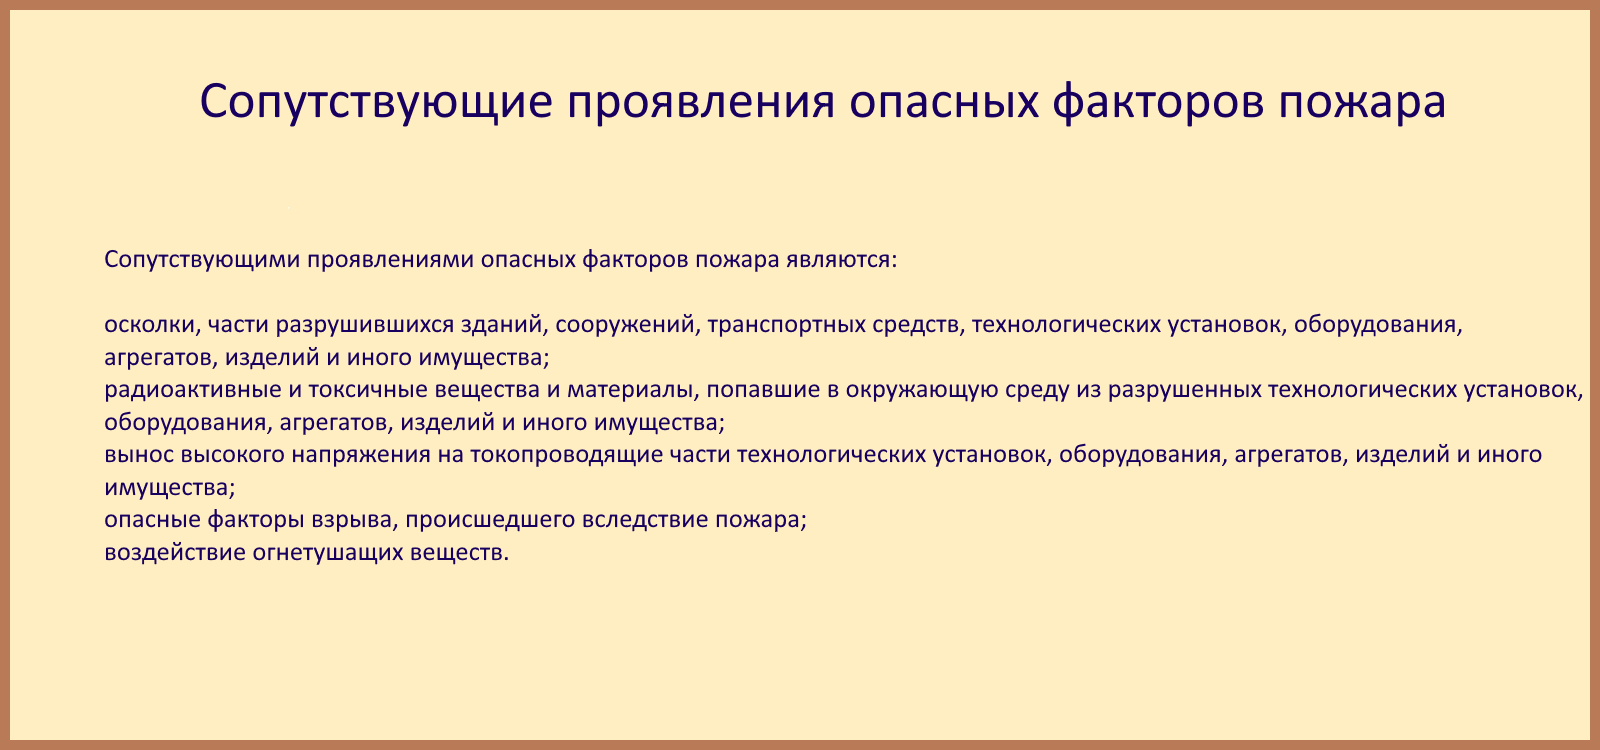 Сопутствующие проявления опасных факторов пожара
Сопутствующими проявлениями опасных факторов пожара являются:
осколки, части разрушившихся зданий, сооружений, транспортных средств, технологических установок, оборудования,
агрегатов, изделий и иного имущества;
радиоактивные и токсичные вещества и материалы, попавшие в окружающую среду из разрушенных технологических установок,
оборудования, агрегатов, изделий и иного имущества;
вынос высокого напряжения на токопроводящие части технологических установок, оборудования, агрегатов, изделий и иного
имущества;
опасные факторы взрыва, происшедшего вследствие пожара;
воздействие огнетушащих веществ.